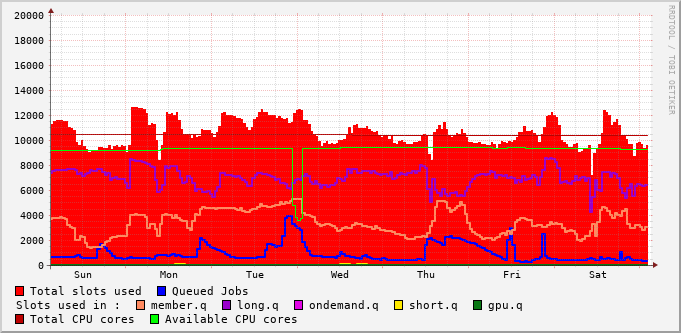 20000
18000
16000
14000
12000
10000
8000
6000
4000
2000
0
Sun Mon Tue Wed Thu Fri Sat
RRDTOOL / TOBI OETIKER
Total slots used Queued Jobs
Slots used in : member.q long.q ondemand.q short.q gpu.q
Total CPU cores Available CPU cores